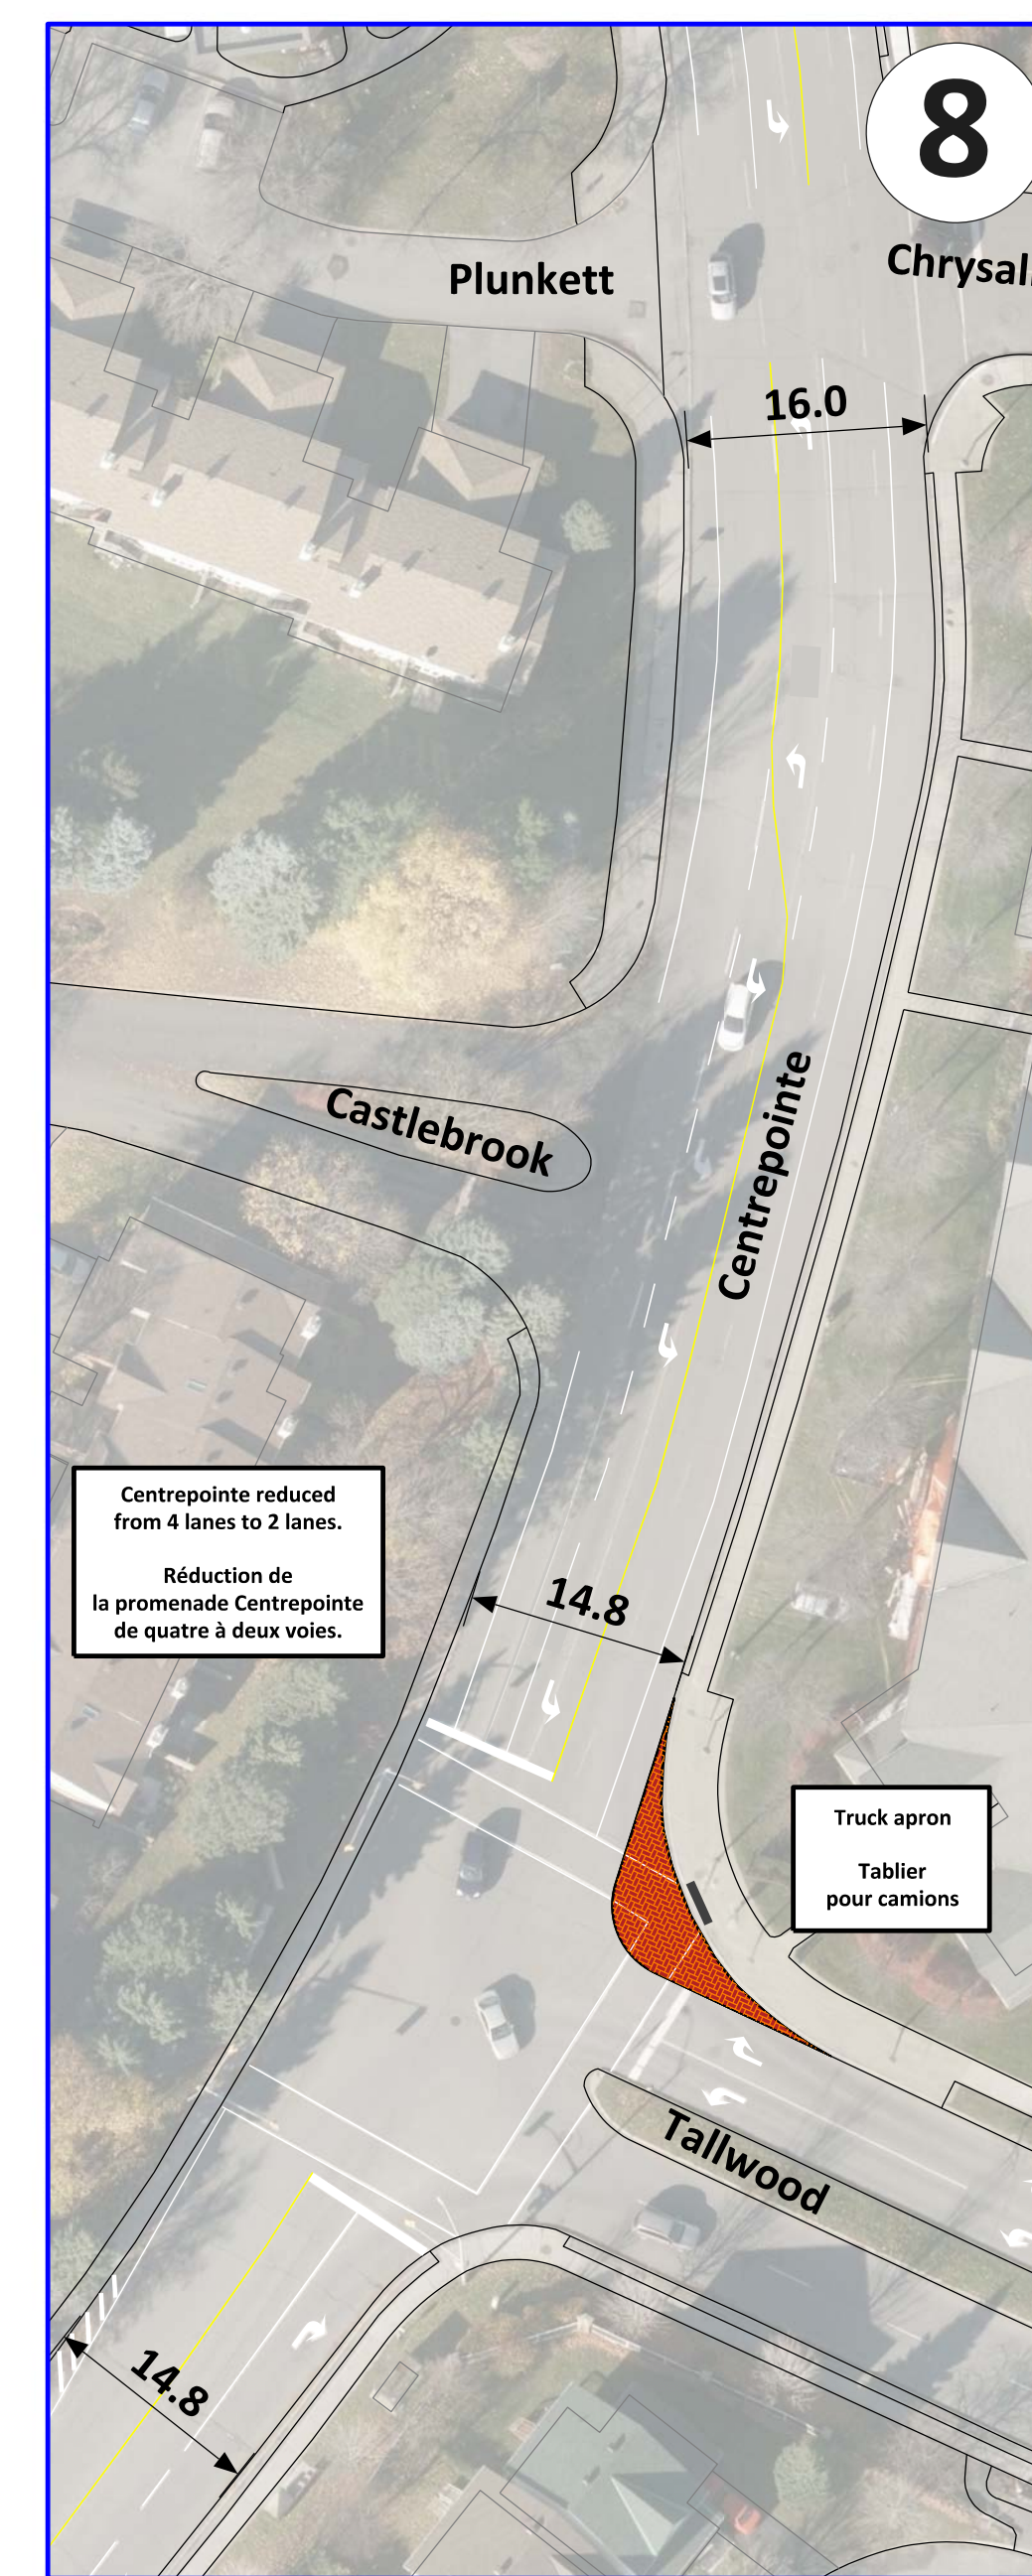 8
Plunkett
16.0
Castlebrook
Centrepointe
Centrepointe reduced
from 4 lanes to 2 lanes.
Réduction de
la promenade Centrepointe
de quatre à deux voies.
14.8
Truck apron
Tablier
pour camions
Tallwood
14.8